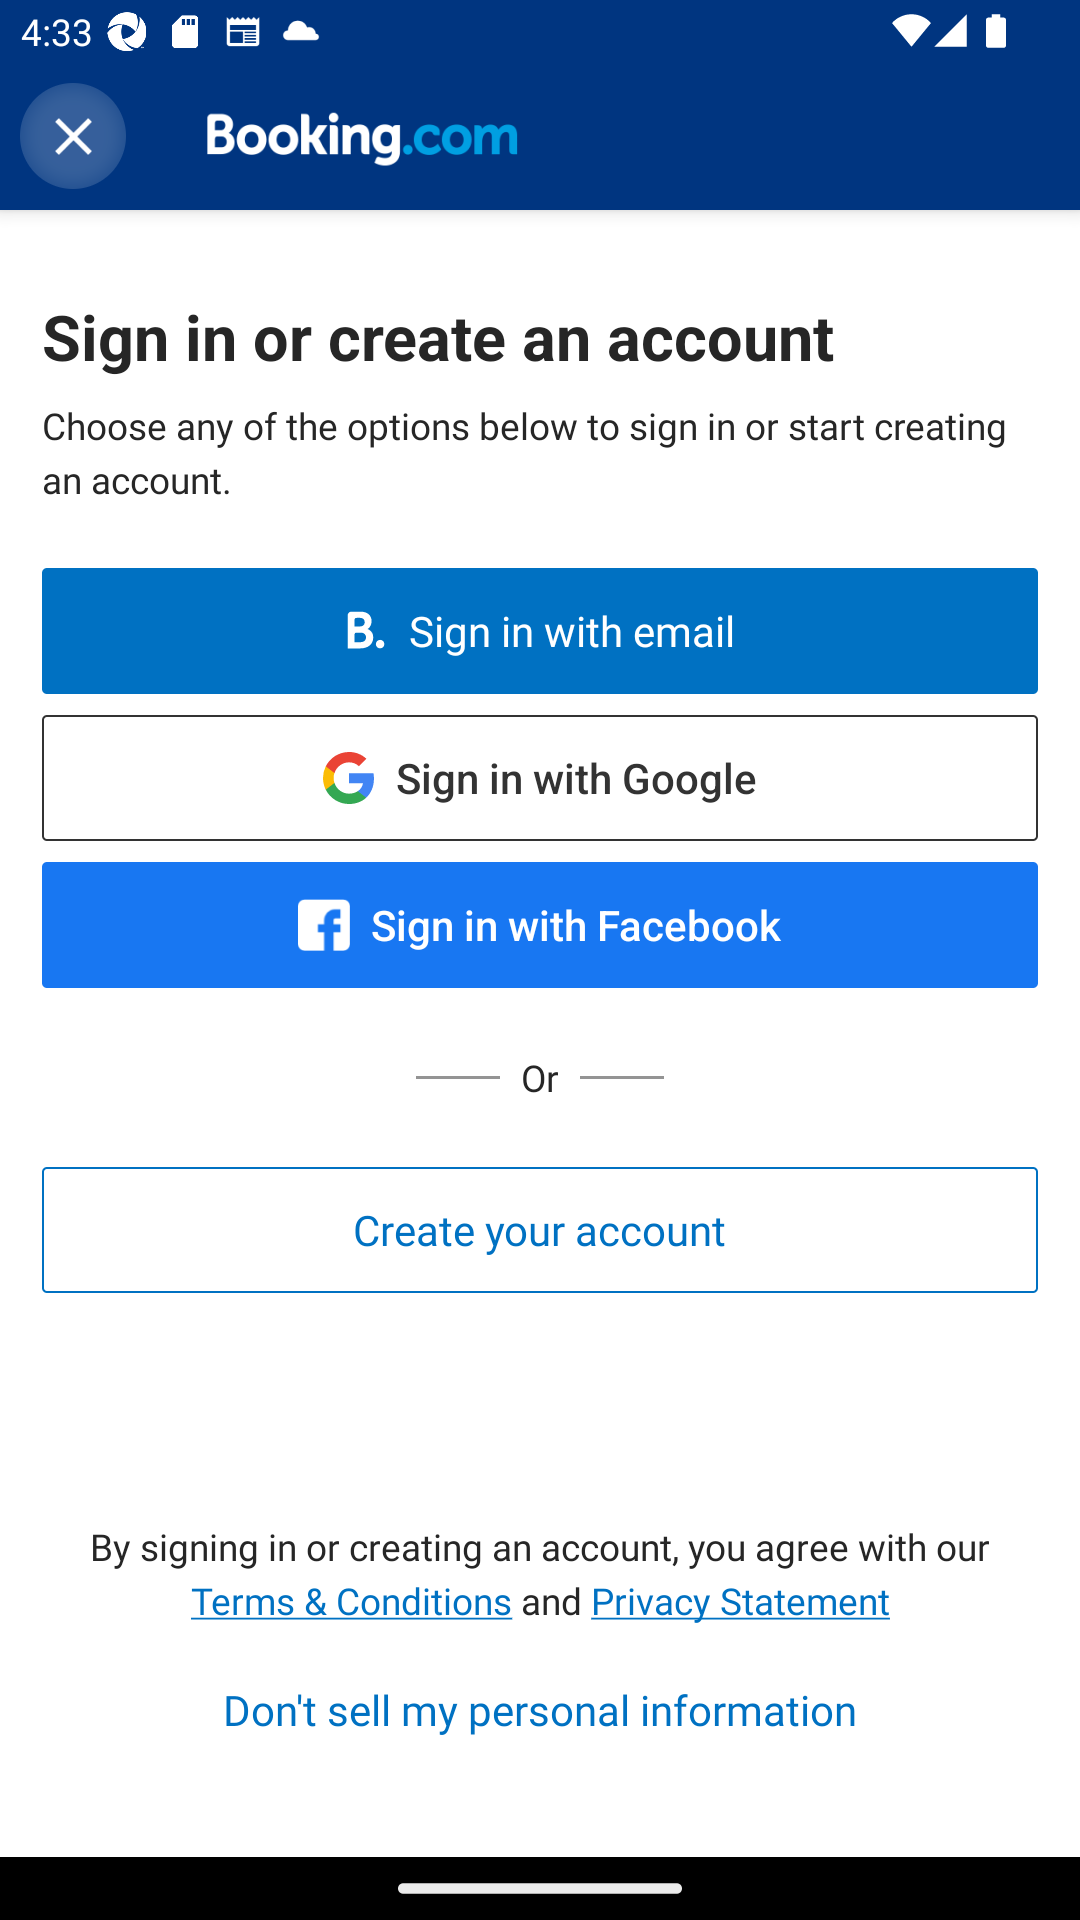 4:33
Booking.com
Sign in or create an account
Choose any of the options below to sign in or start creating
an account.
B. Sign in with email
Sign in with Google
Sign in with Facebook
Or
Create your account
By signing in or creating an account, you agree with our
Terms & Conditions and Privacy Statement
Don't sell my personal information